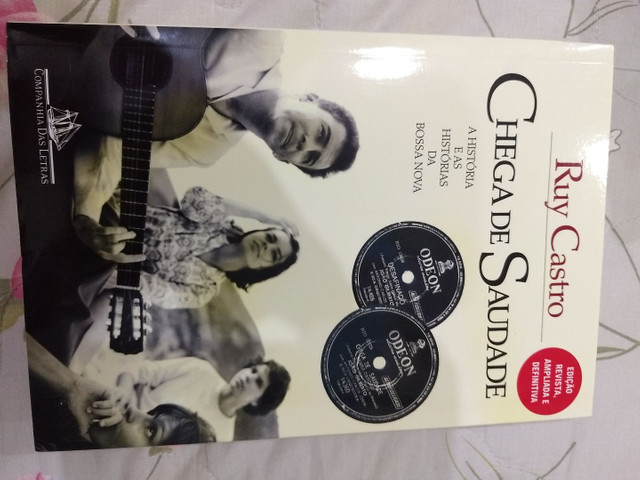 Ruy Castro
CHEGA DE SAUDADE
A HISTÓRIA
E AS
HISTÓRIAS
DA
BOSSA NOVA
EDIÇÃO
REVISTA,
AMPLIADA E
DEFINITIVA
ODEON
DESAFINADO
ODEON
COMPANHIA DAS LETRAS